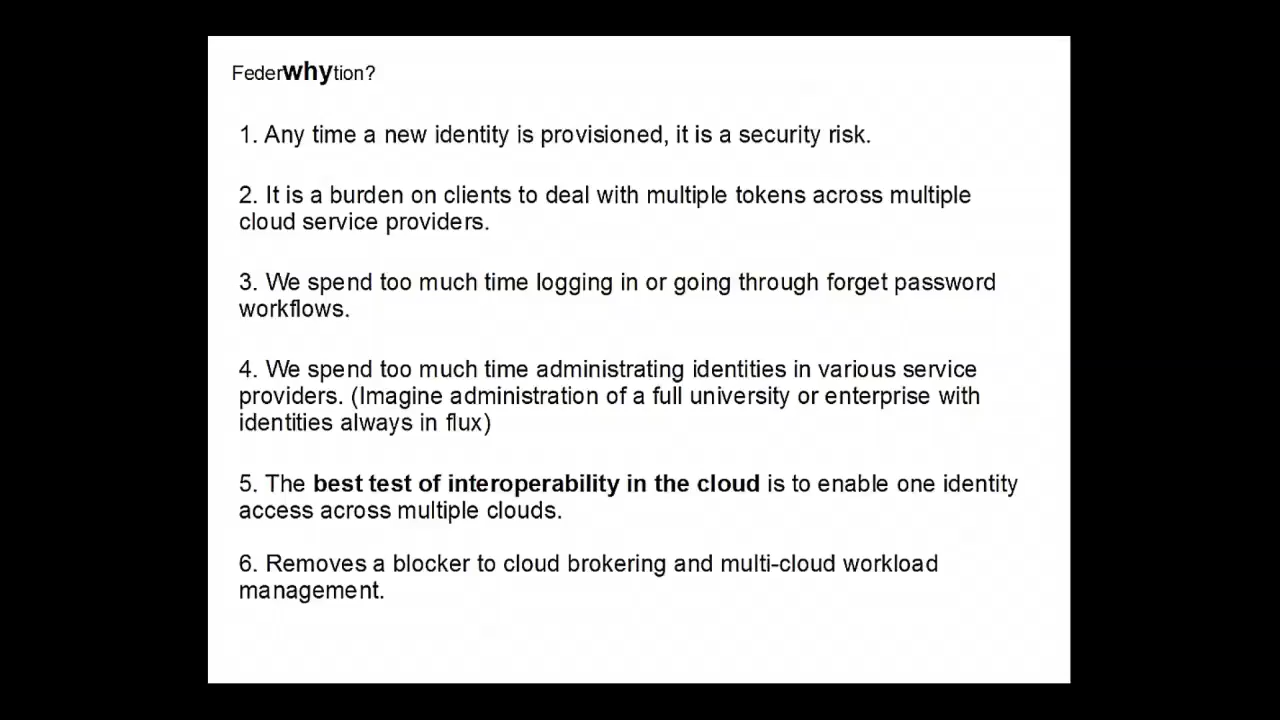 Federwhytion?
1. Any time a new identity is provisioned, it is a security risk.
2. It is a burden on clients to deal with multiple tokens across multiple
cloud service providers.
3. We spend too much time logging in or going through forget password
workflows.
4. We spend too much time administrating identities in various service
providers. (Imagine administration of a full university or enterprise with
identities always in flux)
5. The best test of interoperability in the cloud is to enable one identity
access across multiple clouds.
6. Removes a blocker to cloud brokering and multi-cloud workload
management.